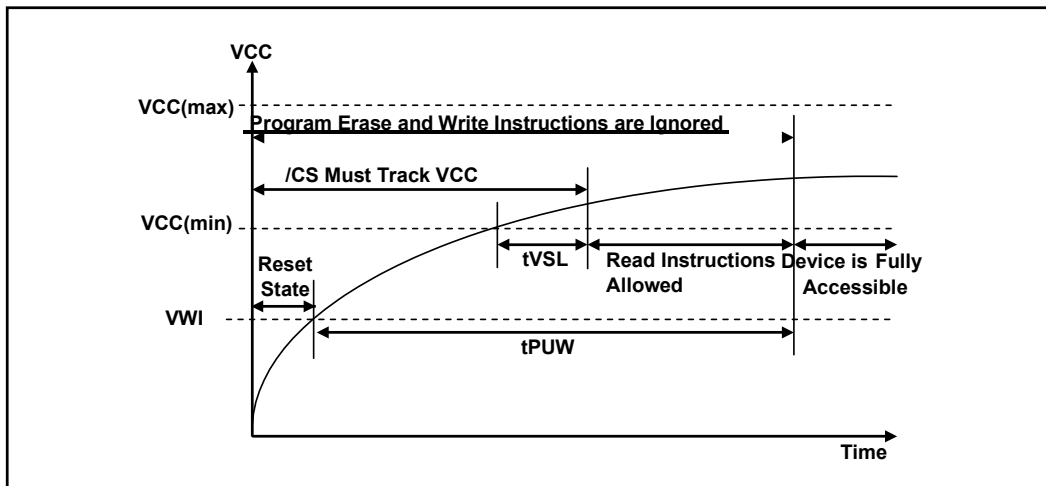 VCC
VCC(max)
Program Erase and Write Instructions are Ignored
/CS Must Track VCC
VCC(min)
tVSL
Read Instructions
Allowed
Device is Fully
Accessible
Reset
State
VWI
tPUW
Time